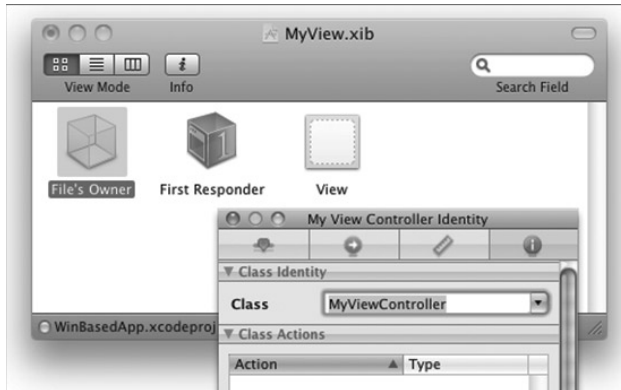 MyView.xib
View Mode
Info
Search Field
File's Owner
First Responder
1
View
My View Controller Identity
Class Identity
Class
MyViewController
WinBasedApp.xcodeproj
Class Actions
Action
Type